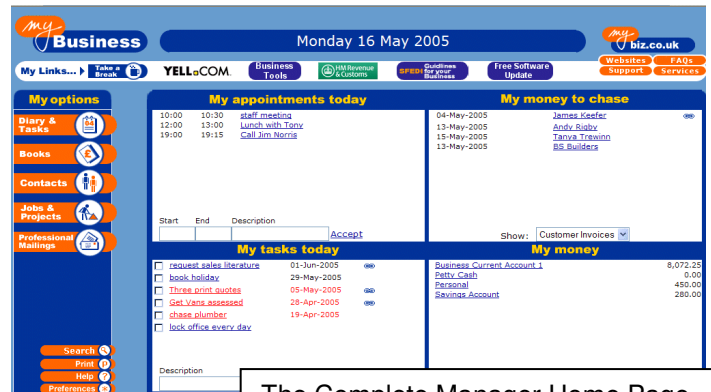 my Business
Monday 16 May 2005
my biz.co.uk
My Links...
Take a Break
YELL.COM.
Business Tools
HM Revenue & Customs
SFEDI Guidlines for your Business
Free Software Update
Websites FAQs
Support Services
My options
Diary & Tasks
Books
Contacts
Jobs & Projects
Professional Mailings
Search
Print
Help
Preferences
My appointments today
10:00 10:30 staff meeting
12:00 13:00 Lunch with Tony
19:00 19:15 Call Jim Norris
Start End Description
Accept
My money to chase
04-May-2005 James Keefer
13-May-2005 Andy Rigby
15-May-2005 Tanya Trewinn
13-May-2005 BS Builders
Show: Customer Invoices
My tasks today
request sales literature 01-Jun-2005
book holiday 29-May-2005
Three print quotes 05-May-2005
Get Vans assessed 28-Apr-2005
chase plumber 19-Apr-2005
lock office every day
Description
My money
Business Current Account 1 8,072.25
Petty Cash 0.00
Personal 450.00
Savings Account 280.00
The Complete Manager Home Page